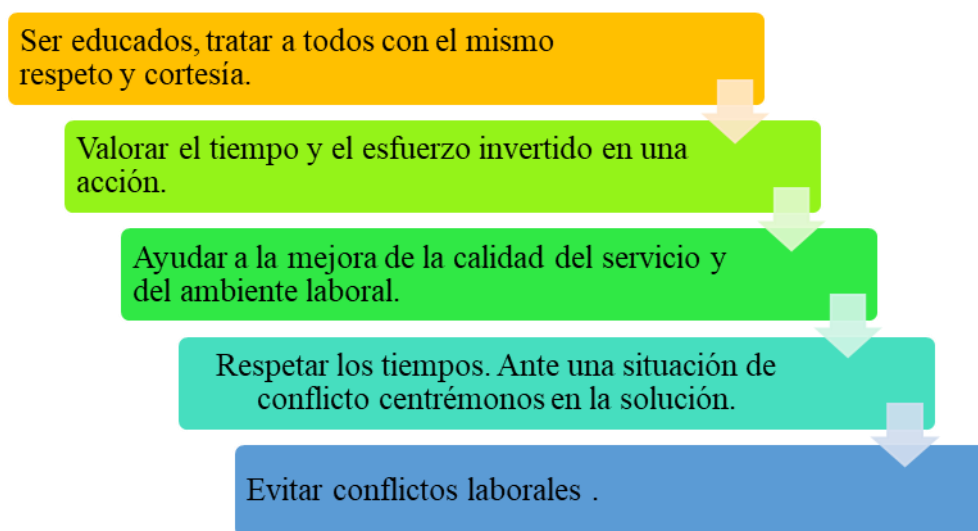 Ser educados, tratar a todos con el mismo
respeto y cortesía.
Valorar el tiempo y el esfuerzo invertido en una
acción.
Ayudar a la mejora de la calidad del servicio y
del ambiente laboral.
Respetar los tiempos. Ante una situación de
conflicto centrémonos en la solución.
Evitar conflictos laborales .